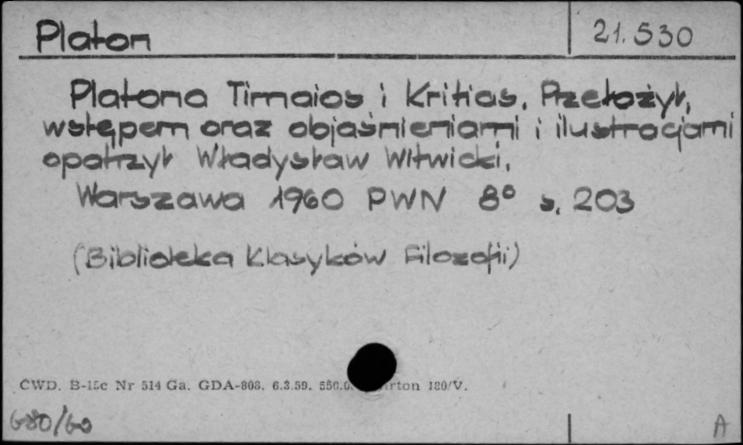 Platon 21.530
Platona Timaios i Kritias. Przełożył,
wstępem oraz objaśnieniami i ilustracjami
opatrzył Władysław Witwicki.
Warszawa 1960 PWN 8° s. 203
(Biblioteka Klasyków Filozofii)
CWD. B-15c Nr 514 Ga. GDA-808. 6.3.59. 180/V.
680/60 A